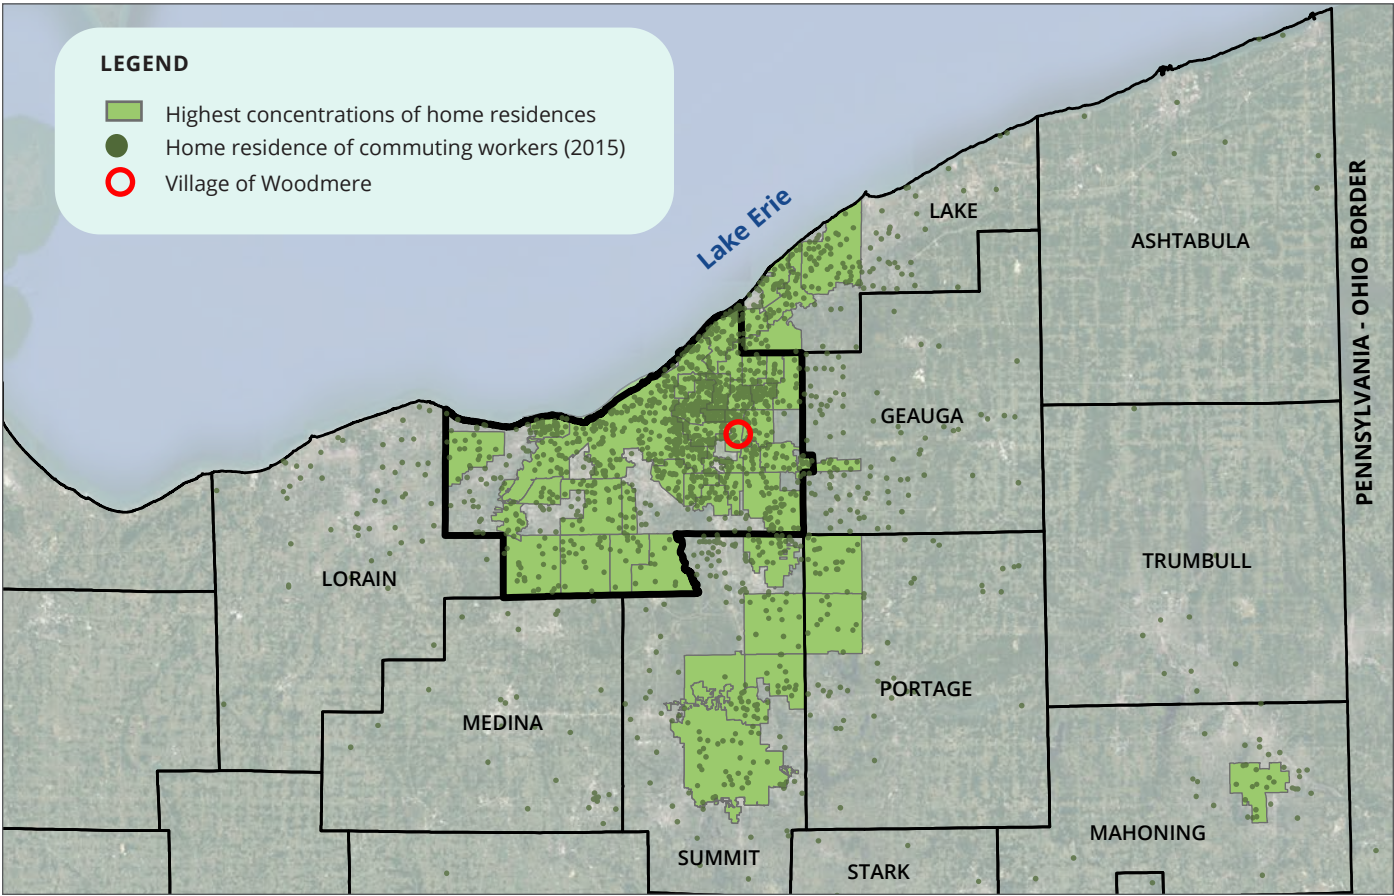 LEGEND
Highest concentrations of home residences
Home residence of commuting workers (2015)
Village of Woodmere
Lake Erie
LAKE
ASHTABULA
PENNSYLVANIA - OHIO BORDER
GEAUGA
LORAIN
TRUMBULL
PORTAGE
MEDINA
MAHONING
SUMMIT
STARK